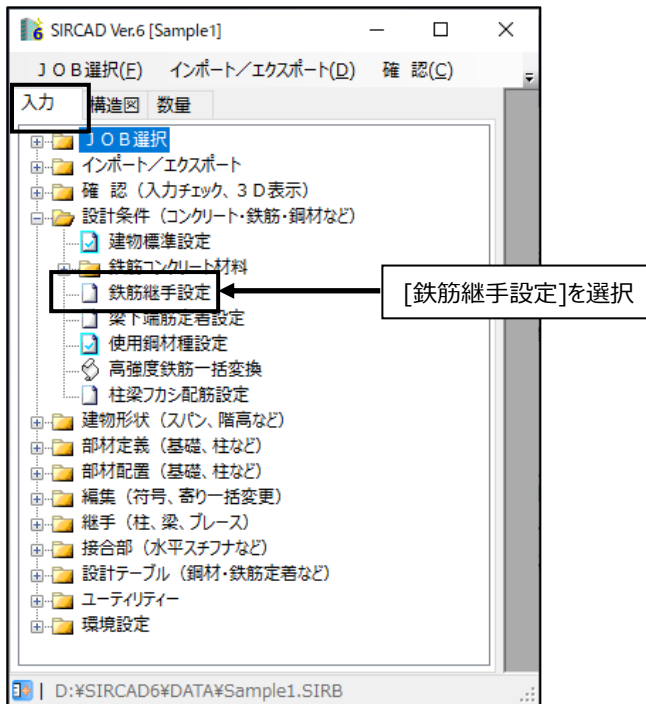 SIRCAD Ver.6 [Sample1]
ＪＯＢ選択(F) インポート／エクスポート(D) 確 認(C)
入力 構造図 数量
ＪＯＢ選択
インポート／エクスポート
確 認（入力チェック、３Ｄ表示）
設計条件（コンクリート・鉄筋・鋼材など）
建物標準設定
鉄筋コンクリート材料
鉄筋継手設定
[鉄筋継手設定]を選択
梁下端筋定着設定
使用鋼材種設定
高強度鉄筋一括変換
柱梁フカシ配筋設定
建物形状（スパン、階高など）
部材定義（基礎、柱など）
部材配置（基礎、柱など）
編集（符号、寄り一括変更）
継手（柱、梁、ブレース）
接合部（水平スチフナなど）
設計テーブル（鋼材・鉄筋定着など）
ユーティリティー
環境設定
D:¥SIRCAD6¥DATA¥Sample1.SIRB